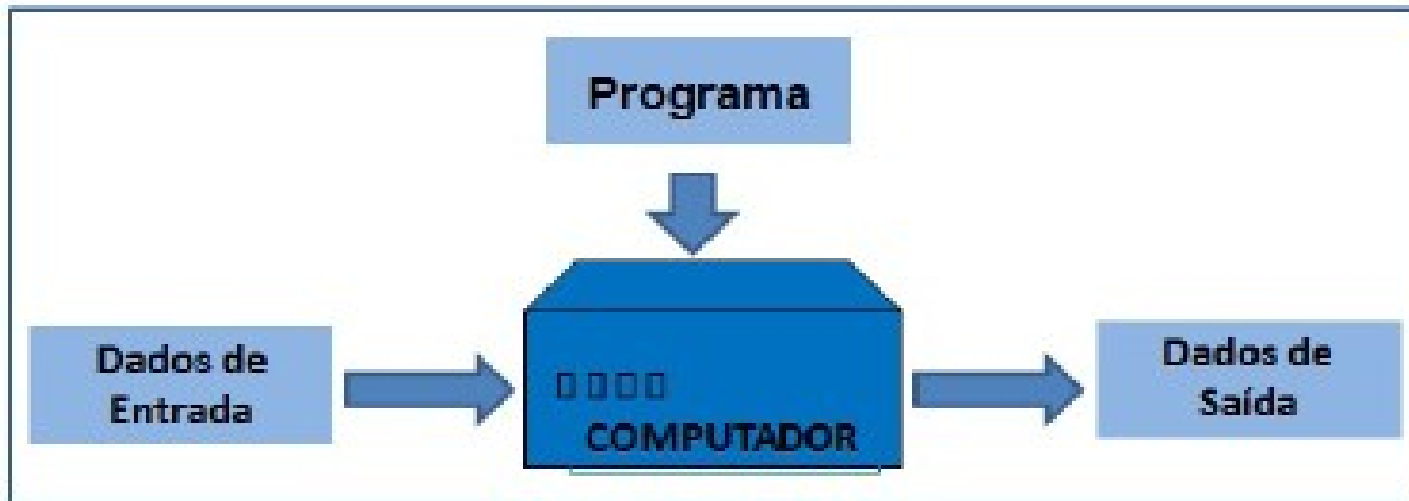 Programa
Dados de
Entrada
COMPUTADOR
Dados de
Saída